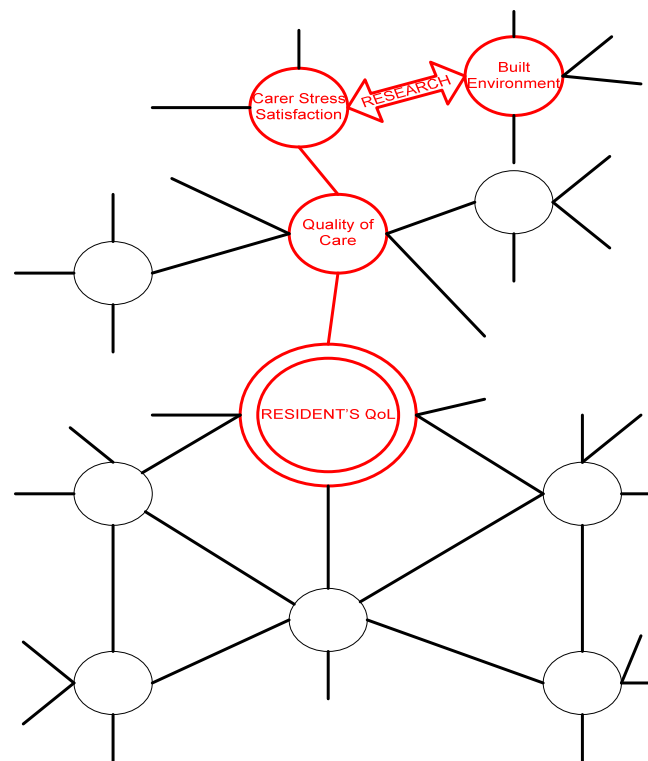 Built
Environment
RESEARCH
Carer Stress
Satisfaction
Quality of
Care
RESIDENT'S QoL